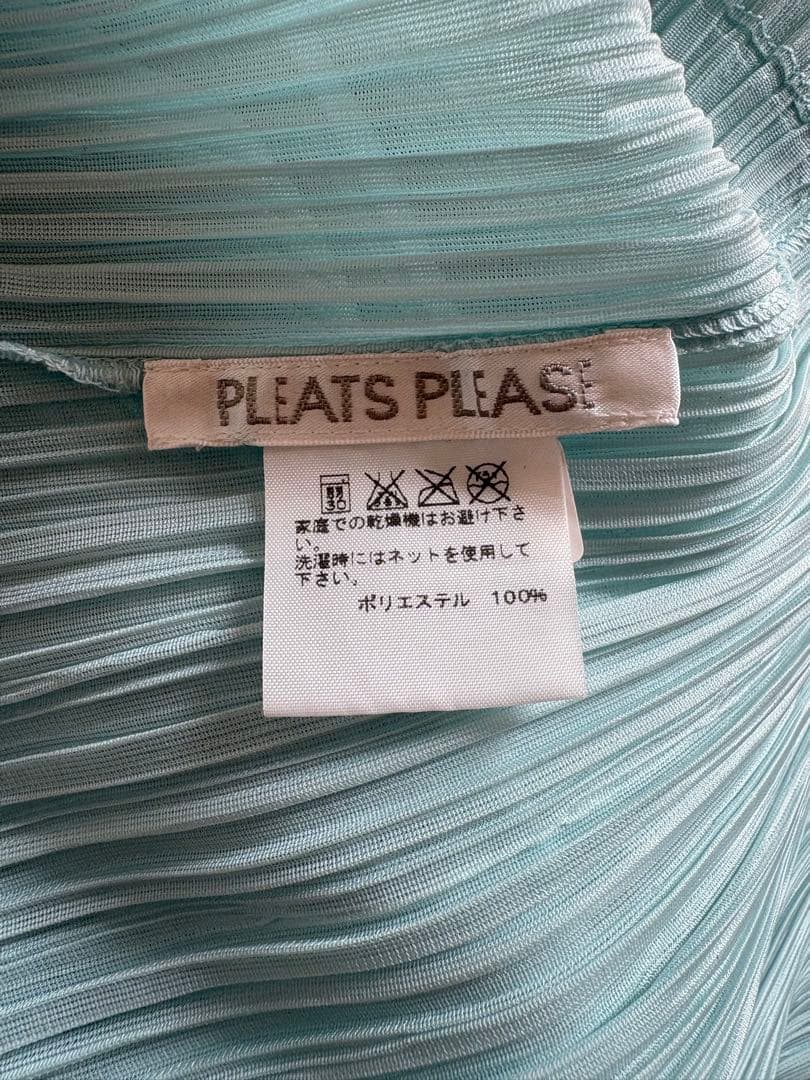 PLEATS PLEASE
30
家庭での乾燥機はお避け下さ
い。
洗濯時にはネットを使用して
下さい。
ポリエステル 100%